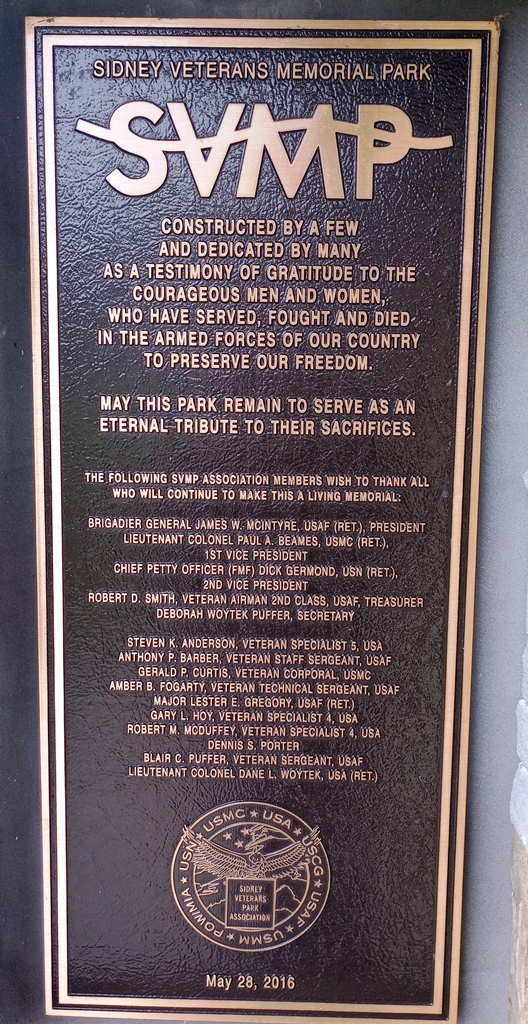 SIDNEY VETERANS MEMORIAL PARK
SVMP
CONSTRUCTED BY A FEW
AND DEDICATED BY MANY
AS A TESTIMONY OF GRATITUDE TO THE
COURAGEOUS MEN AND WOMEN,
WHO HAVE SERVED, FOUGHT AND DIED
IN THE ARMED FORCES OF OUR COUNTRY
TO PRESERVE OUR FREEDOM.
MAY THIS PARK REMAIN TO SERVE AS AN
ETERNAL TRIBUTE TO THEIR SACRIFICES.
THE FOLLOWING SVMP ASSOCIATION MEMBERS WISH TO THANK ALL
WHO WILL CONTINUE TO MAKE THIS A LIVING MEMORIAL:
BRIGADIER GENERAL JAMES W. MCINTYRE, USAF (RET.), PRESIDENT
LIEUTENANT COLONEL PAUL A. BEAMES, USMC (RET.),
1ST VICE PRESIDENT
CHIEF PETTY OFFICER (FMF) DICK GERMOND, USN (RET.),
2ND VICE PRESIDENT
ROBERT D. SMITH, VETERAN AIRMAN 2ND CLASS, USAF, TREASURER
DEBORAH WOYTEK PUFFER, SECRETARY
STEVEN K. ANDERSON, VETERAN SPECIALIST 5, USA
ANTHONY P. BARBER, VETERAN STAFF SERGEANT, USAF
GERALD P. CURTIS, VETERAN CORPORAL, USMC
AMBER B. FOGARTY, VETERAN TECHNICAL SERGEANT, USAF
MAJOR LESTER E. GREGORY, USAF (RET.)
GARY L. HOY, VETERAN SPECIALIST 4, USA
ROBERT M. MCDUFFEY, VETERAN SPECIALIST 4, USA
DENNIS S. PORTER
BLAIR C. PUFFER, VETERAN SERGEANT, USAF
LIEUTENANT COLONEL DANE L. WOYTEK, USA (RET.)
POW/MIA ★ USN ★ USMC ★ USA ★ USCG ★ USAF ★ USMM ★
SIDNEY
VETERANS
PARK
ASSOCIATION
May 28, 2016